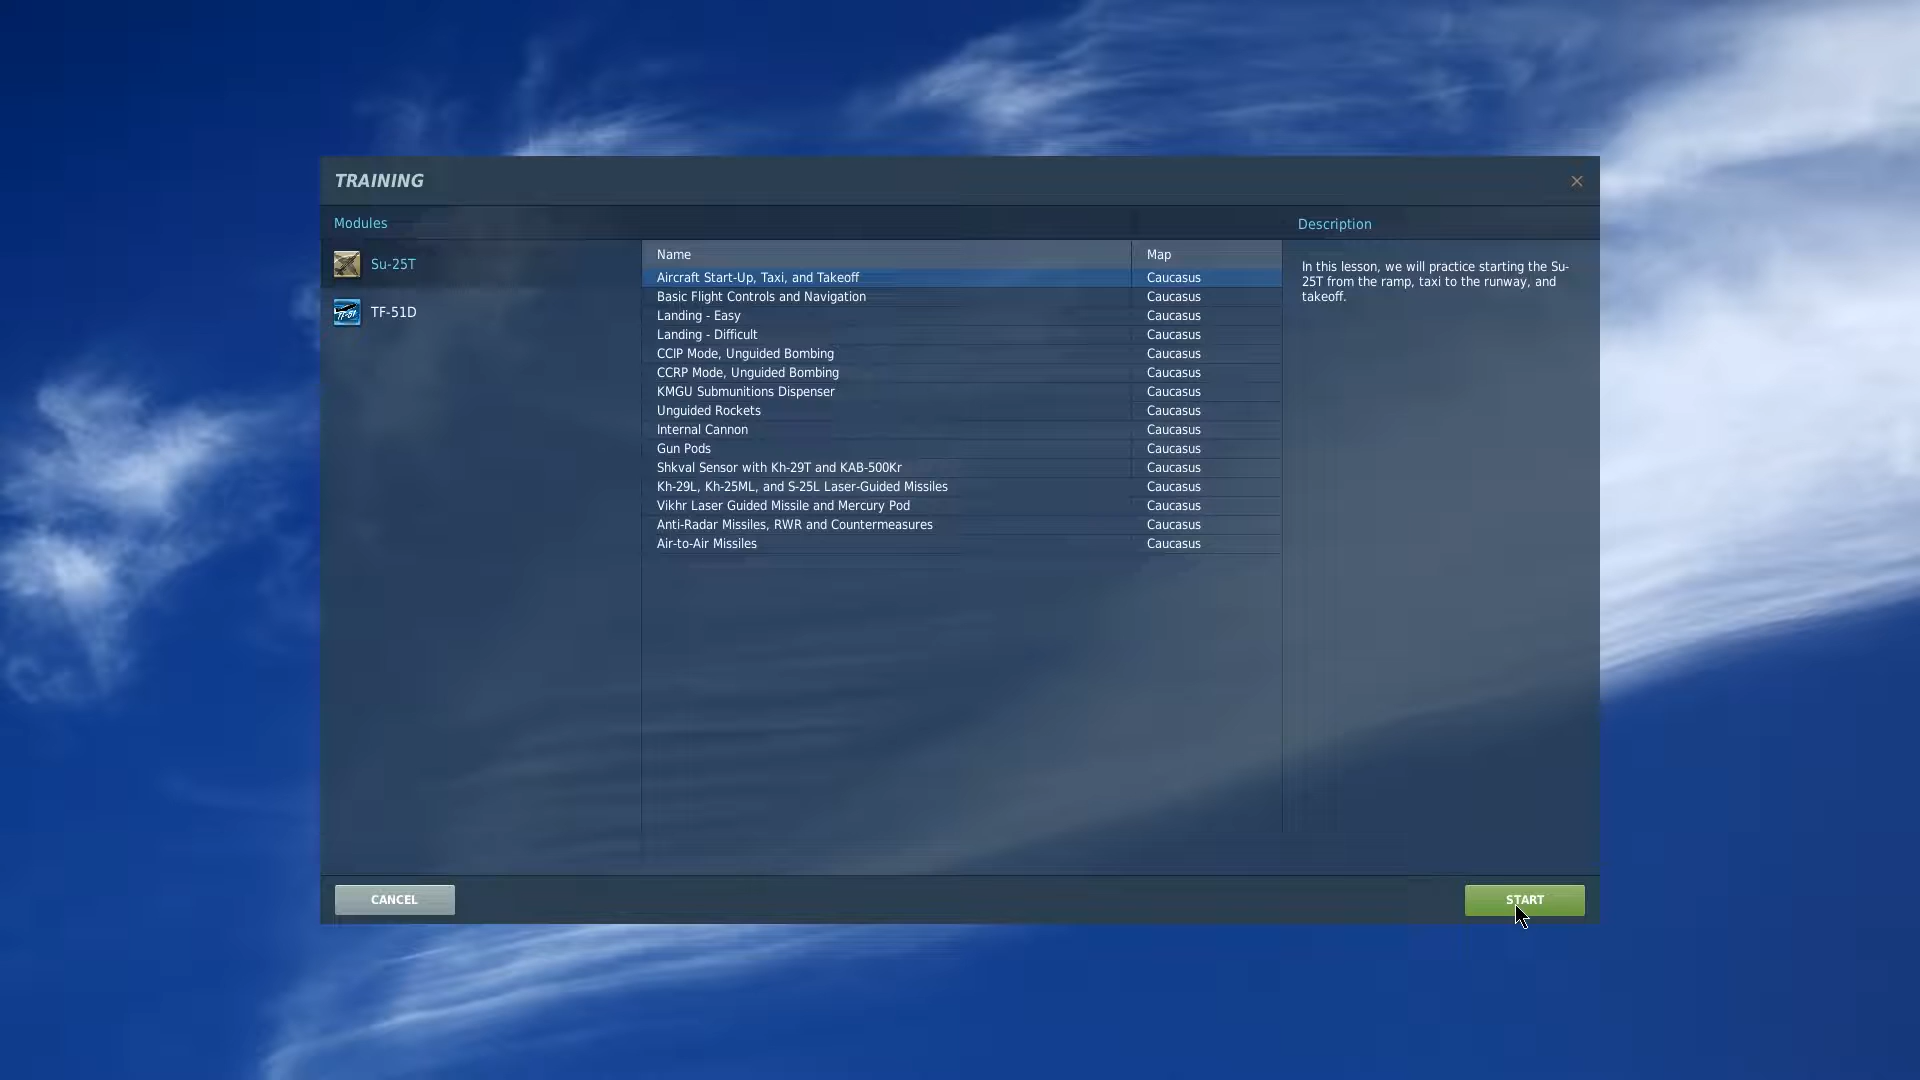 TRAINING
Modules
Description
Su-25T
TF-51D
Name Map
Aircraft Start-Up, Taxi, and Takeoff Caucasus
Basic Flight Controls and Navigation Caucasus
Landing - Easy Caucasus
Landing - Difficult Caucasus
CCIP Mode, Unguided Bombing Caucasus
CCRP Mode, Unguided Bombing Caucasus
KMGU Submunitions Dispenser Caucasus
Unguided Rockets Caucasus
Internal Cannon Caucasus
Gun Pods Caucasus
Shkval Sensor with Kh-29T and KAB-500Kr Caucasus
Kh-29L, Kh-25ML, and S-25L Laser-Guided Missiles Caucasus
Vikhr Laser Guided Missile and Mercury Pod Caucasus
Anti-Radar Missiles, RWR and Countermeasures Caucasus
Air-to-Air Missiles Caucasus
In this lesson, we will practice starting the Su-
25T from the ramp, taxi to the runway, and
takeoff.
CANCEL
START